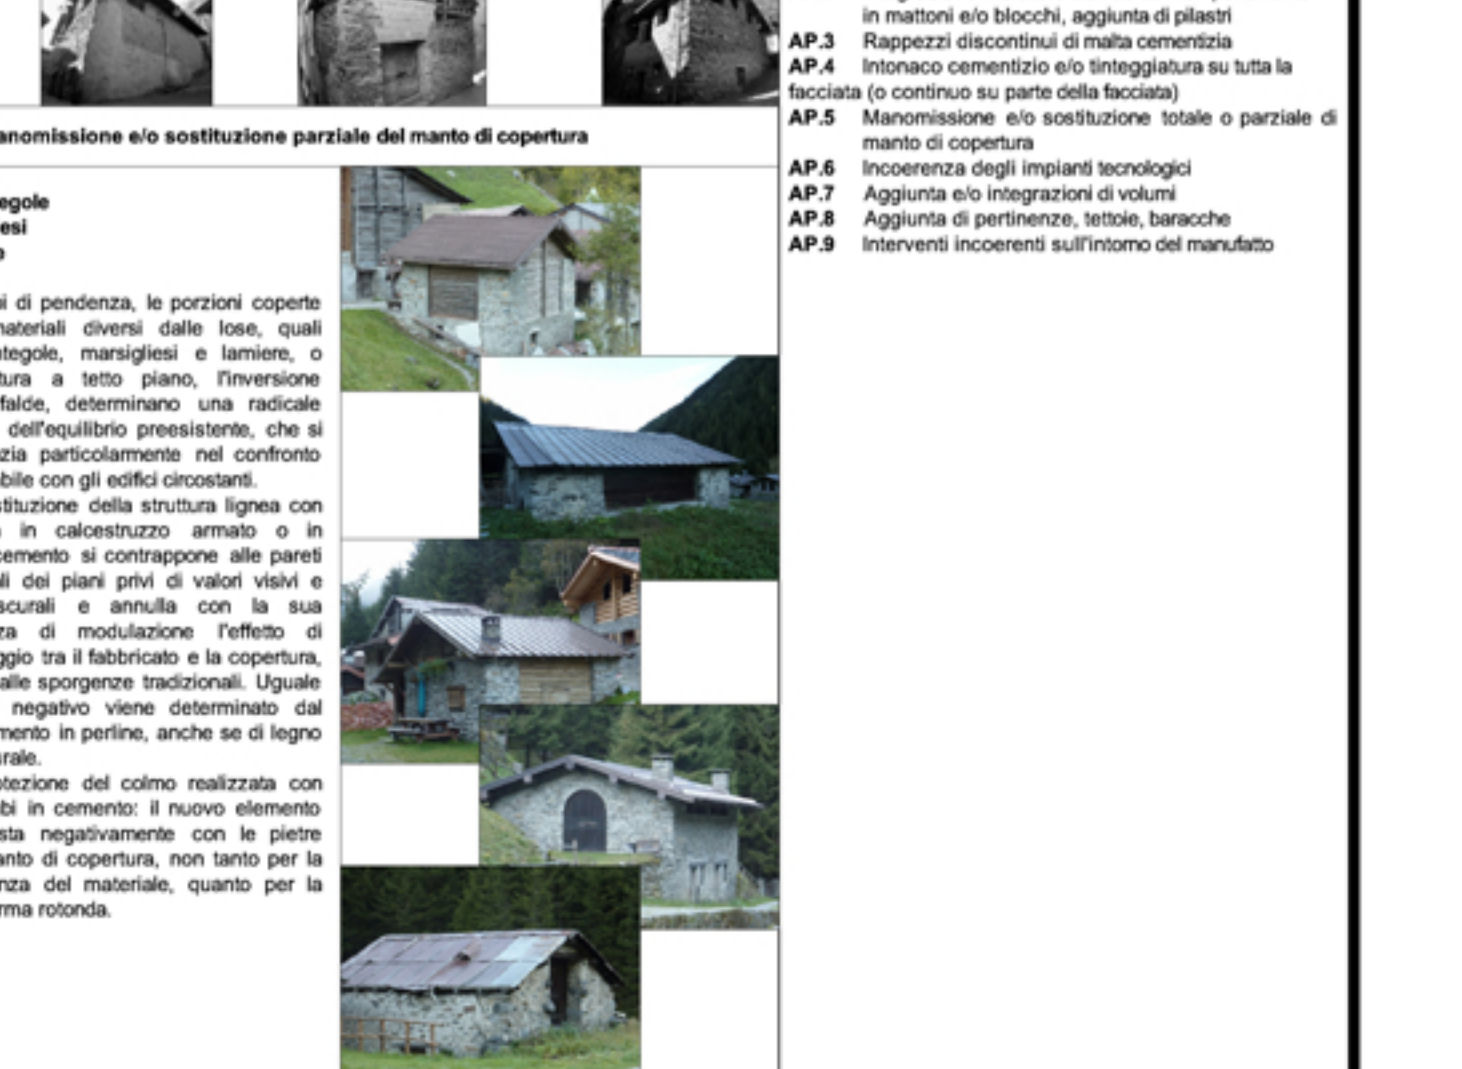 anomissione e/o sostituzione parziale del manto di copertura
egole
esi
e
i di pendenza, le porzioni coperte
materiali diversi dalle lose, quali
tegole, marsigliesi e lamiere, o
tura a tetto piano, l'inversione
falde, determinano una radicale
dell'equilibrio preesistente, che si
zia particolarmente nel confronto
bile con gli edifici circostanti.
stituzione della struttura lignea con
in calcestruzzo armato o in
cemento si contrappone alle pareti
li dei piani privi di valori visivi e
scurali e annulla con la sua
za di modulazione l'effetto di
ggio tra il fabbricato e la copertura,
alle sporgenze tradizionali. Uguale
negativo viene determinato dal
mento in perline, anche se di legno
rale.
otezione del colmo realizzata con
bi in cemento: il nuovo elemento
sta negativamente con le pietre
anto di copertura, non tanto per la
nza del materiale, quanto per la
rma rotonda.
in mattoni e/o blocchi, aggiunta di pilastri
AP.3 Rappezzi discontinui di malta cementizia
AP.4 Intonaco cementizio e/o tinteggiatura su tutta la
facciata (o continuo su parte della facciata)
AP.5 Manomissione e/o sostituzione totale o parziale di
manto di copertura
AP.6 Incoerenza degli impianti tecnologici
AP.7 Aggiunta e/o integrazioni di volumi
AP.8 Aggiunta di pertinenze, tettoie, baracche
AP.9 Interventi incoerenti sull'intorno del manufatto